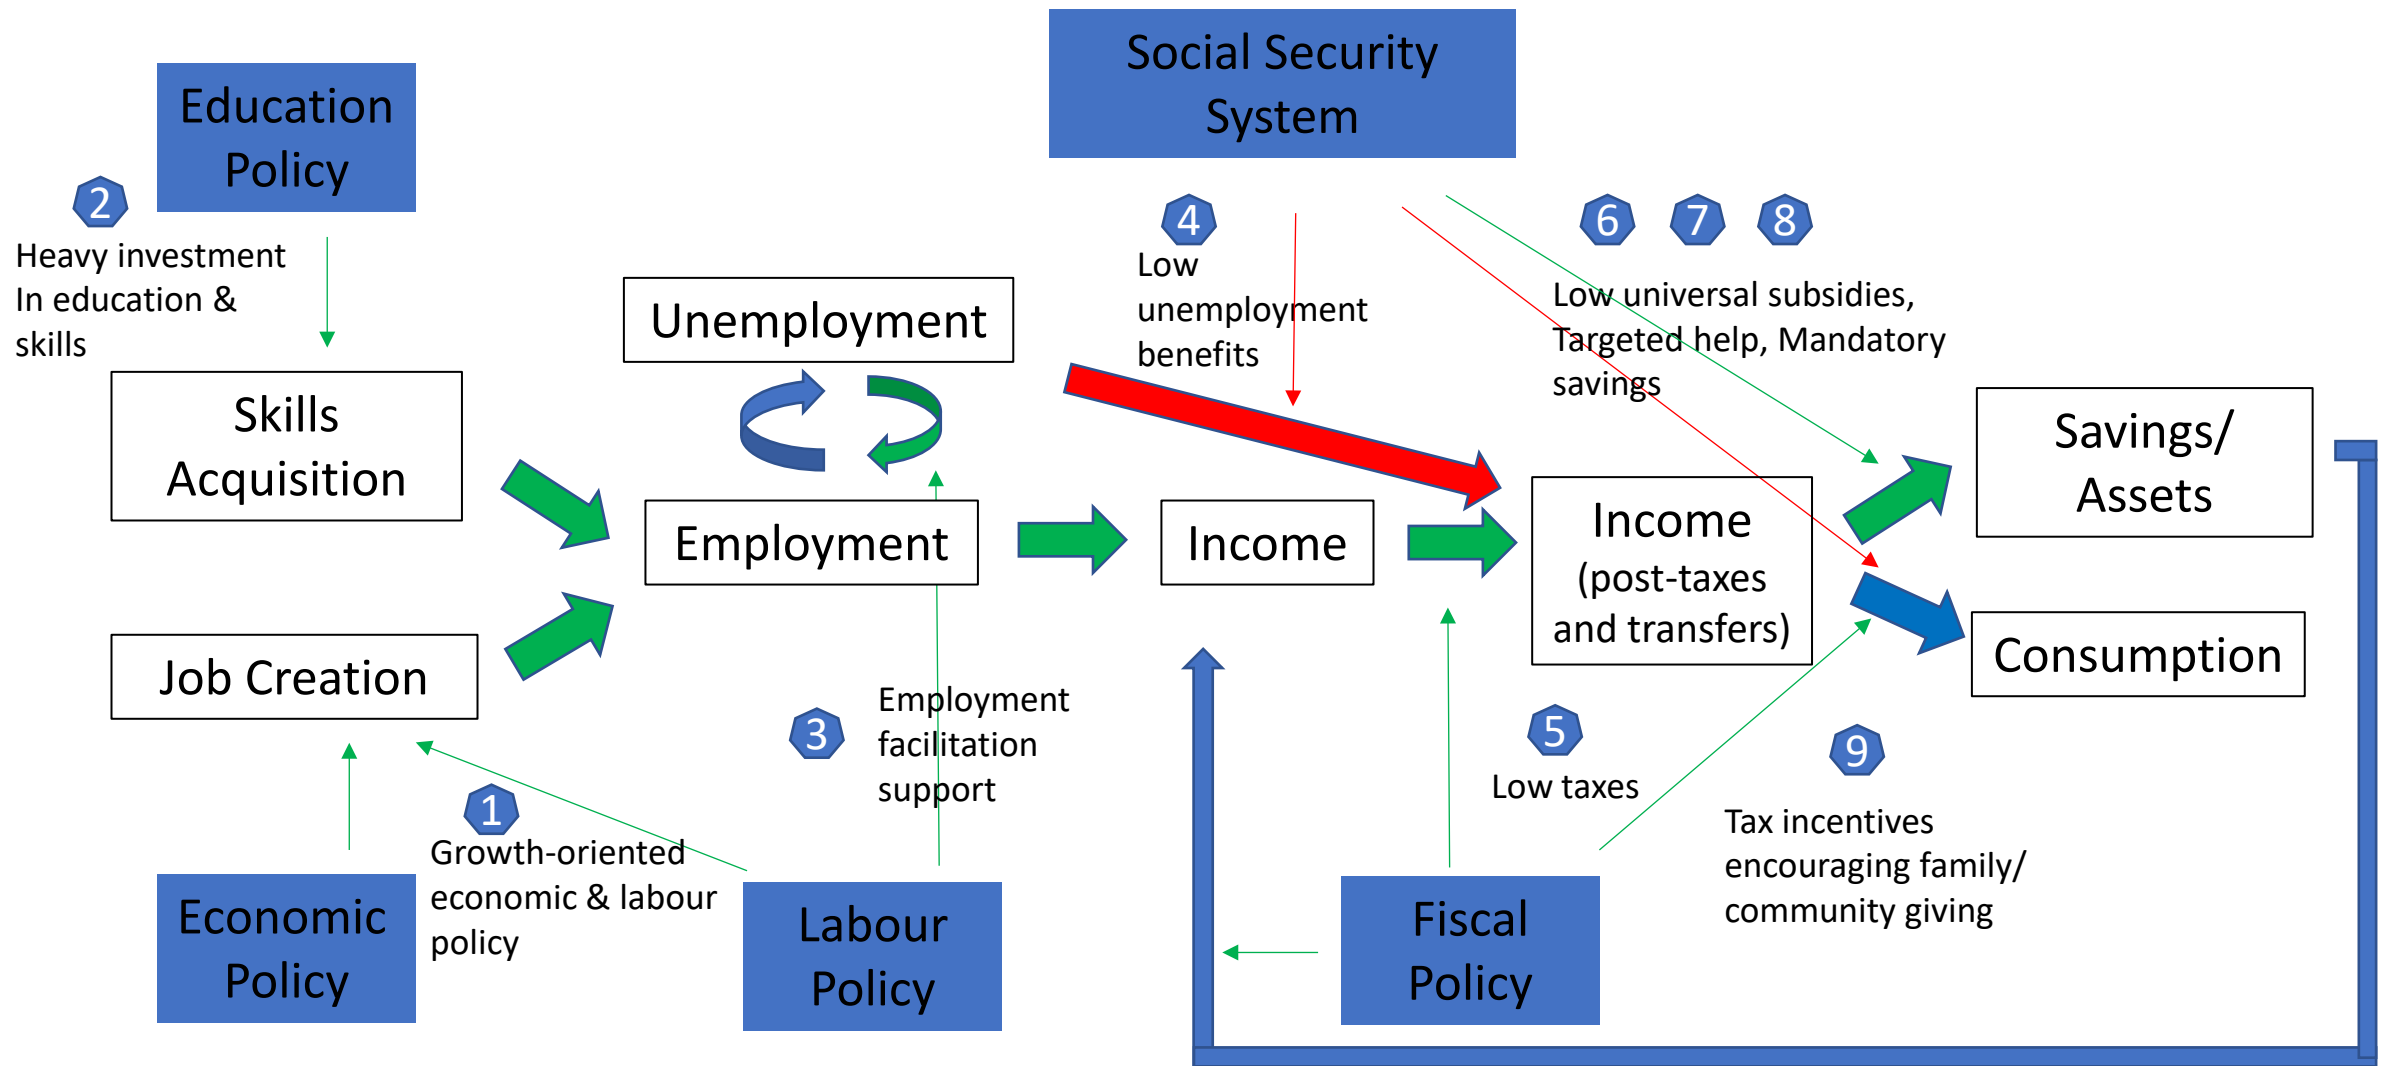 Social Security
System
Education
Policy
2
Heavy investment
In education &
skills
4
Low
unemployment
benefits
6
7
8
Low universal subsidies,
Targeted help, Mandatory
savings
Unemployment
Skills
Acquisition
Savings/
Assets
Employment
Income
Income
(post-taxes
and transfers)
Job Creation
Consumption
3
Employment
facilitation
support
5
Low taxes
9
Tax incentives
encouraging family/
community giving
1
Growth-oriented
economic & labour
policy
Economic
Policy
Labour
Policy
Fiscal
Policy